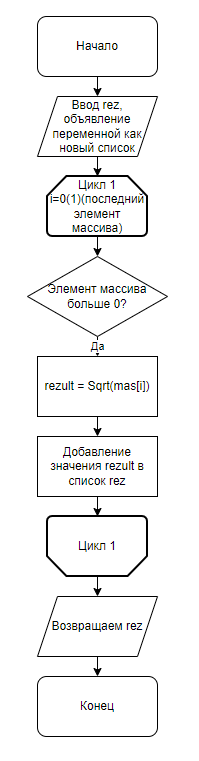 Начало
Ввод rez,
объявление
переменной как
новый список
Цикл 1
i=0(1)(последний
элемент
массива)
Элемент массива
больше 0?
Да
rezult = Sqrt(mas[i])
Добавление
значения rezult в
список rez
Цикл 1
Возвращаем rez
Конец